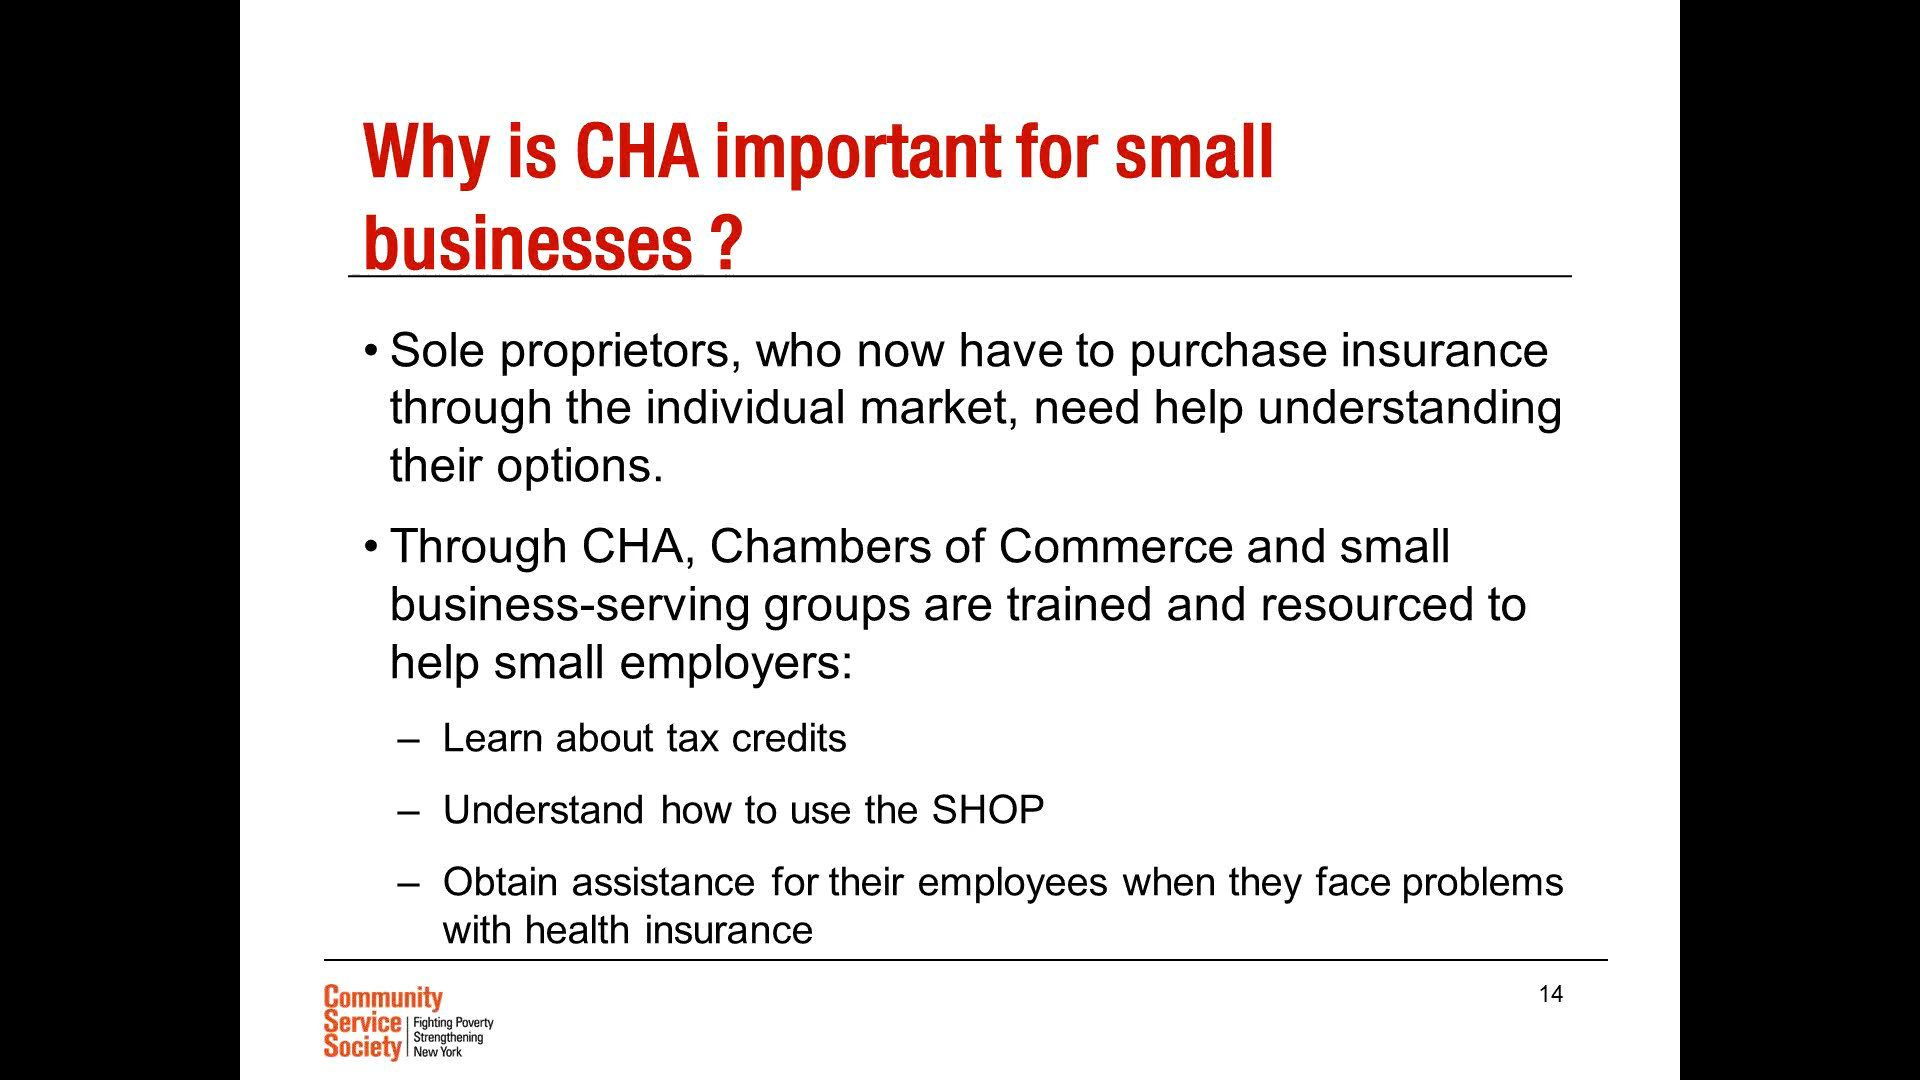 Why is CHA important for small
businesses ?
• Sole proprietors, who now have to purchase insurance
through the individual market, need help understanding
their options.
• Through CHA, Chambers of Commerce and small
business-serving groups are trained and resourced to
help small employers:
– Learn about tax credits
– Understand how to use the SHOP
– Obtain assistance for their employees when they face problems
with health insurance
Community
Service
Society
Fighting Poverty
Strengthening
New York
14